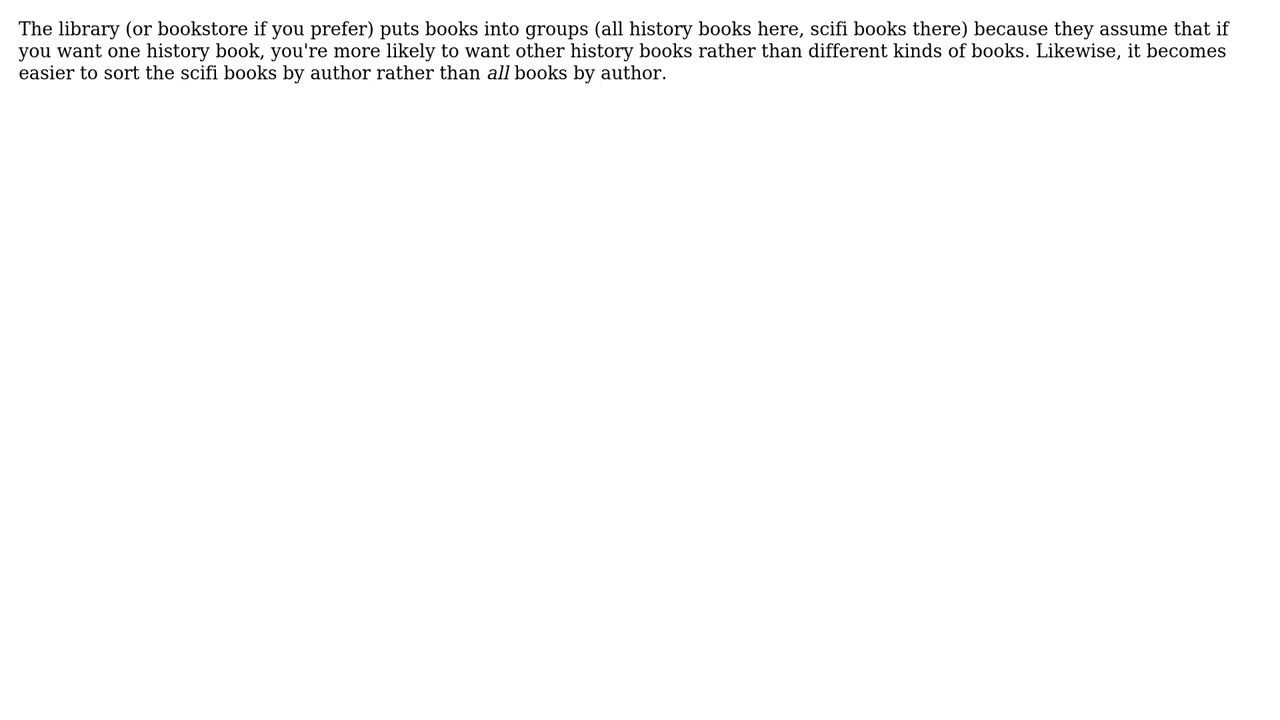 The library (or bookstore if you prefer) puts books into groups (all history books here, scifi books there) because they assume that if
you want one history book, you're more likely to want other history books rather than different kinds of books. Likewise, it becomes
easier to sort the scifi books by author rather than all books by author.